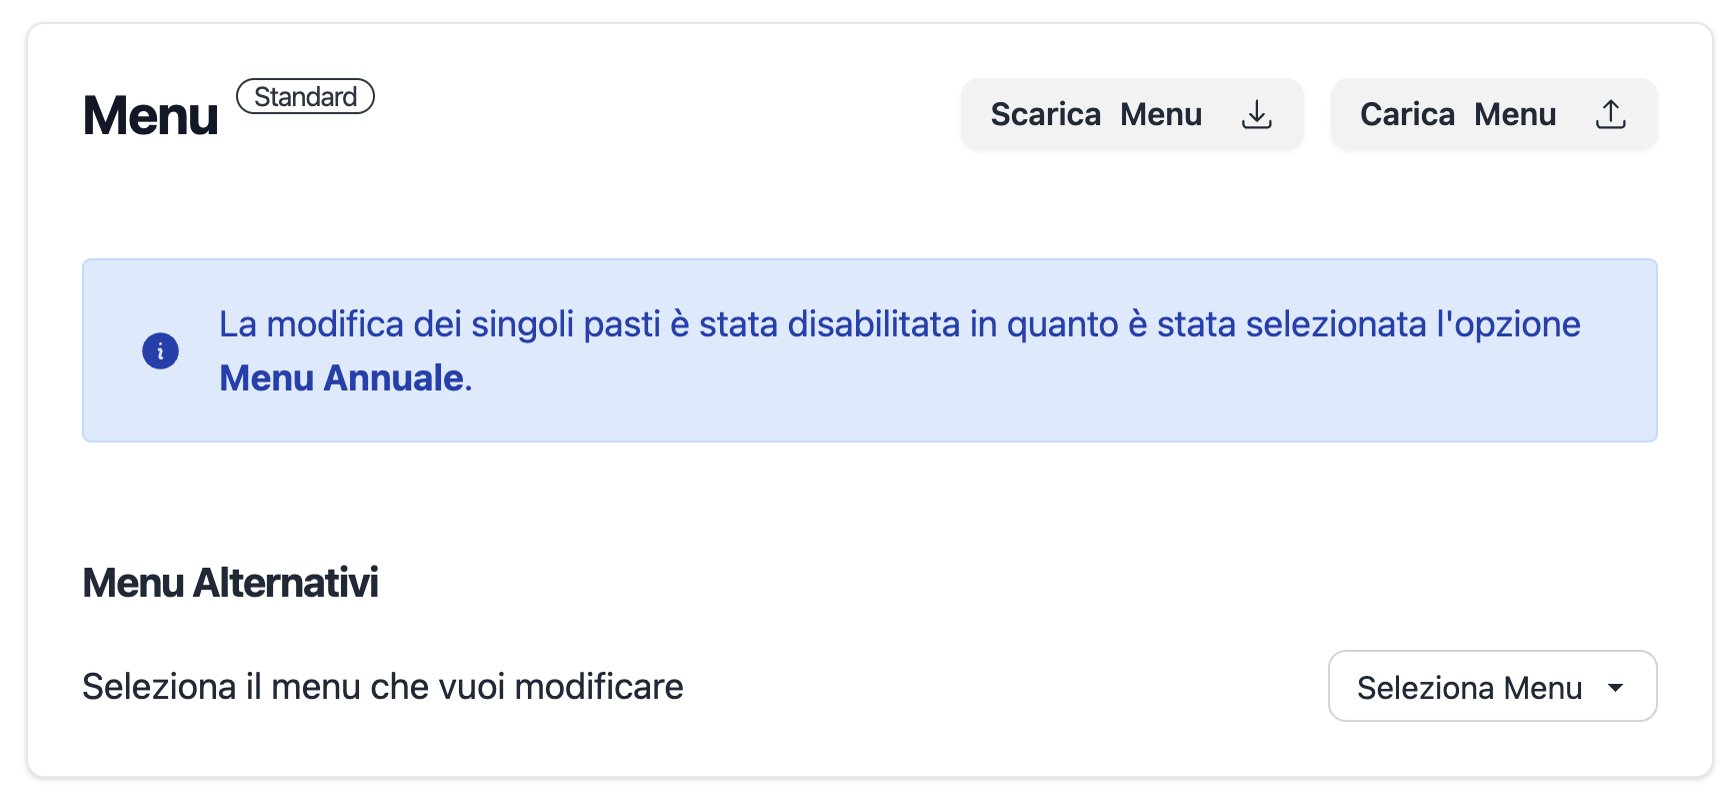 Menu Standard
Scarica Menu
Carica Menu
La modifica dei singoli pasti è stata disabilitata in quanto è stata selezionata l'opzione
Menu Annuale.
Menu Alternativi
Seleziona il menu che vuoi modificare
Seleziona Menu